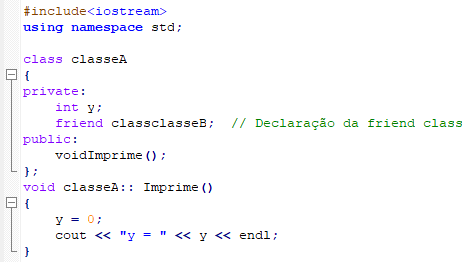 #include<iostream>
using namespace std;
class classeA
{
private:
int y;
friend classclasseB; // Declaração da friend class
public:
voidImprime();
};
void classeA:: Imprime()
{
y = 0;
cout << "y = " << y << endl;
}